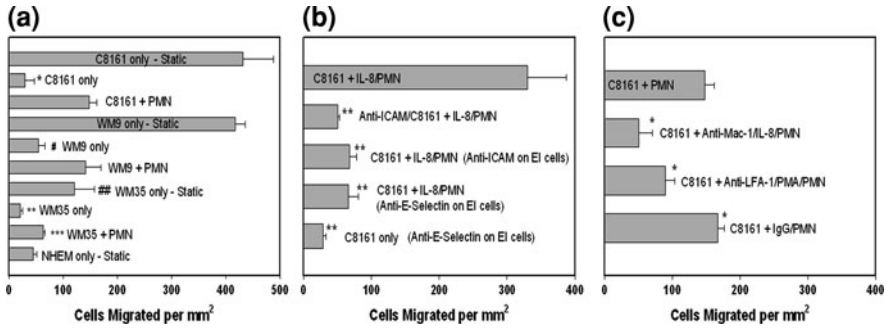 (a)
C8161 only - Static
* C8161 only
C8161 + PMN
WM9 only - Static
# WM9 only
WM9 + PMN
## WM35 only - Static
** WM35 only
*** WM35 + PMN
NHEM only - Static
0 100 200 300 400 500
Cells Migrated per mm²
(b)
C8161 + IL-8/PMN
** Anti-ICAM/C8161 + IL-8/PMN
** C8161 + IL-8/PMN (Anti-ICAM on EI cells)
** C8161 + IL-8/PMN
(Anti-E-Selectin on EI cells)
** C8161 only (Anti-E-Selectin on EI cells)
0 100 200 300 400
Cells Migrated per mm²
(c)
C8161 + PMN
* C8161 + Anti-Mac-1/IL-8/PMN
* C8161 + Anti-LFA-1/PMA/PMN
* C8161 + IgG/PMN
0 100 200 300 400
Cells Migrated per mm²